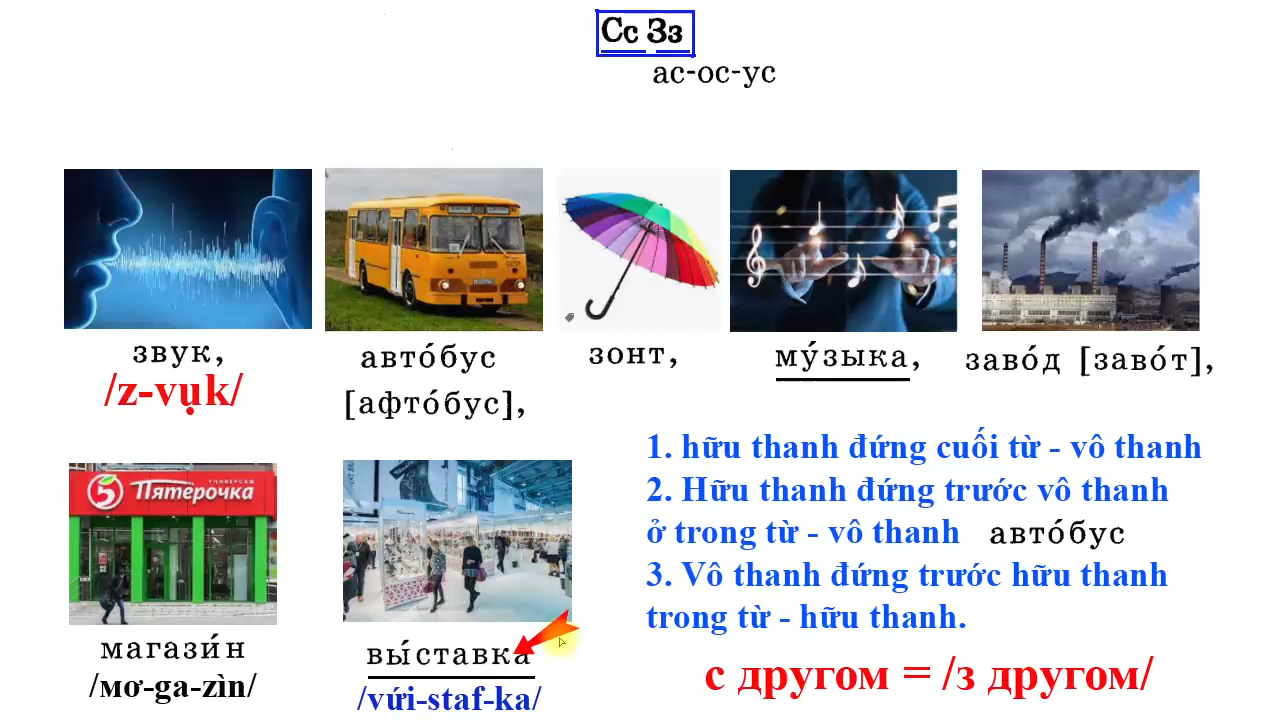 Сс Зз
ас-ос-ус
звук,
/z-vụk/
авто́бус
[афто́бус],
зонт,
му́зыка,
заво́д [заво́т],
УНИВЕРСАМ
Пятёрочка
магази́н
/мơ-ga-zìn/
вы́ставка
/vứi-staf-ka/
1. hữu thanh đứng cuối từ - vô thanh
2. Hữu thanh đứng trước vô thanh
ở trong từ - vô thanh авто́бус
3. Vô thanh đứng trước hữu thanh
trong từ - hữu thanh.
с другом = /з другом/